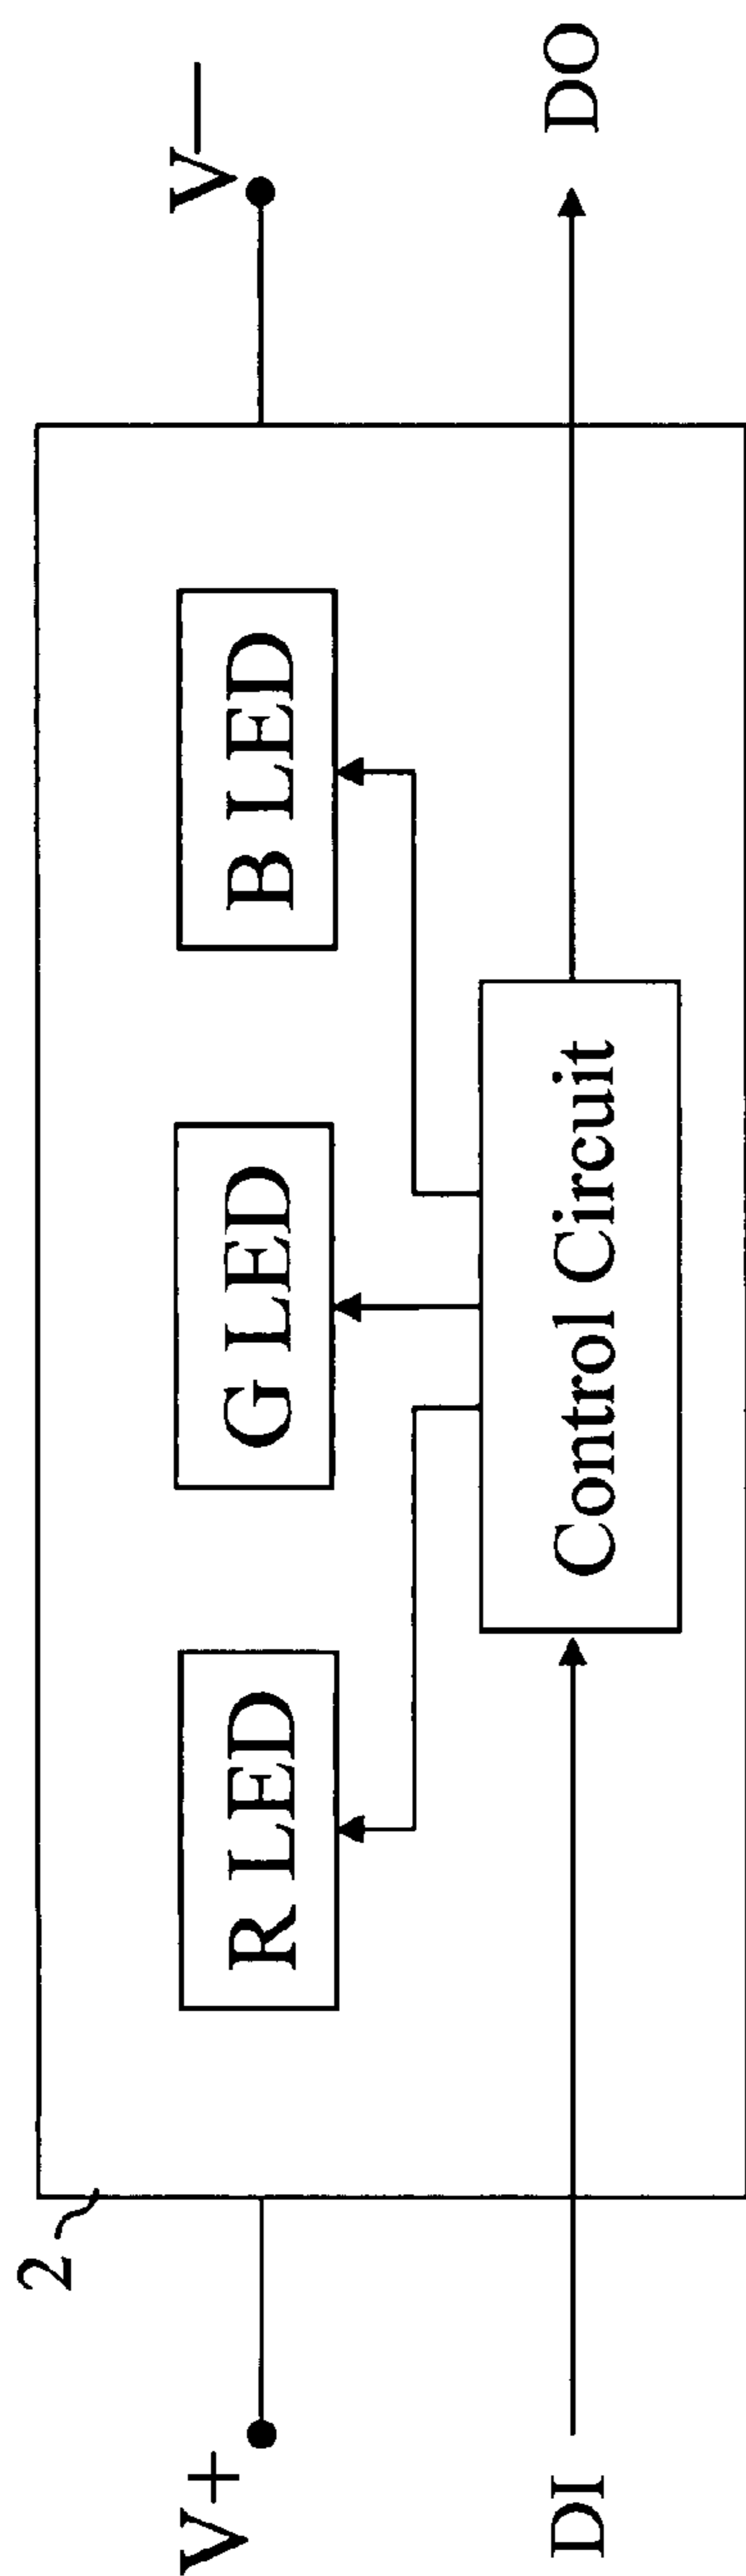 2
V+
V—
R LED
G LED
B LED
Control Circuit
DI
DO